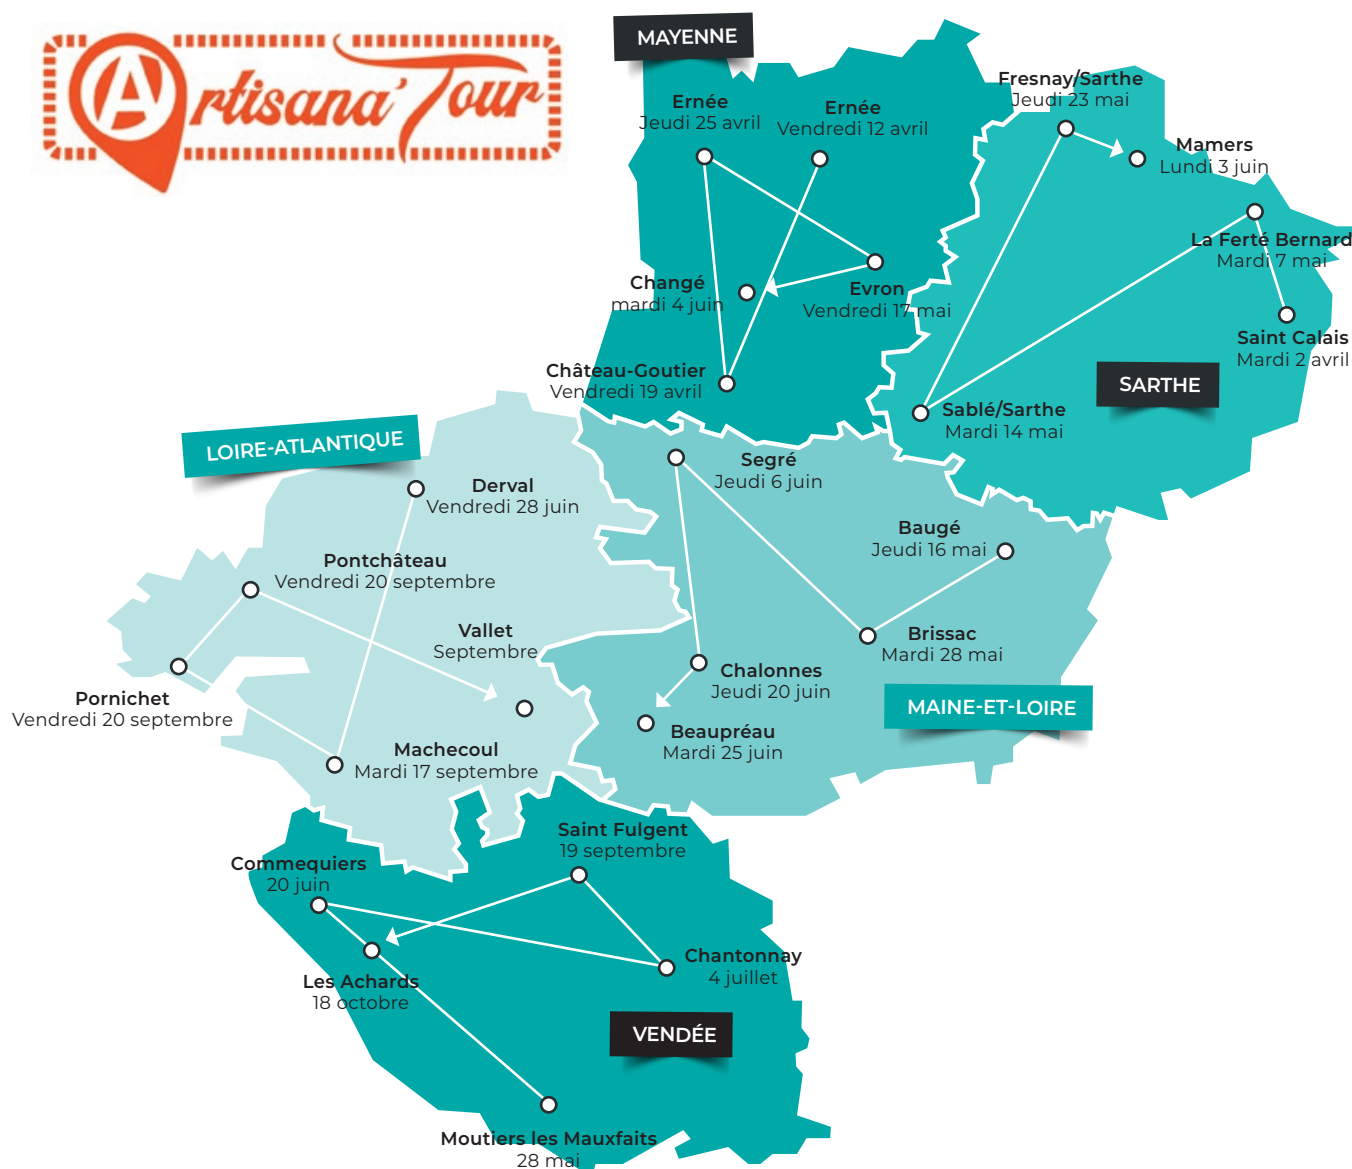 Artisana'Tour
MAYENNE
Ernée
Jeudi 25 avril
Ernée
Vendredi 12 avril
Changé
mardi 4 juin
Evron
Vendredi 17 mai
Château-Goutier
Vendredi 19 avril
Fresnay/Sarthe
Jeudi 23 mai
Mamers
Lundi 3 juin
La Ferté Bernard
Mardi 7 mai
Saint Calais
Mardi 2 avril
SARTHE
Sablé/Sarthe
Mardi 14 mai
LOIRE-ATLANTIQUE
Derval
Vendredi 28 juin
Pontchâteau
Vendredi 20 septembre
Vallet
Septembre
Pornichet
Vendredi 20 septembre
Machecoul
Mardi 17 septembre
Segré
Jeudi 6 juin
Baugé
Jeudi 16 mai
Brissac
Mardi 28 mai
Chalonnes
Jeudi 20 juin
MAINE-ET-LOIRE
Beaupréau
Mardi 25 juin
Saint Fulgent
19 septembre
Commequiers
20 juin
Chantonnay
4 juillet
Les Achards
18 octobre
VENDÉE
Moutiers les Mauxfaits
28 mai